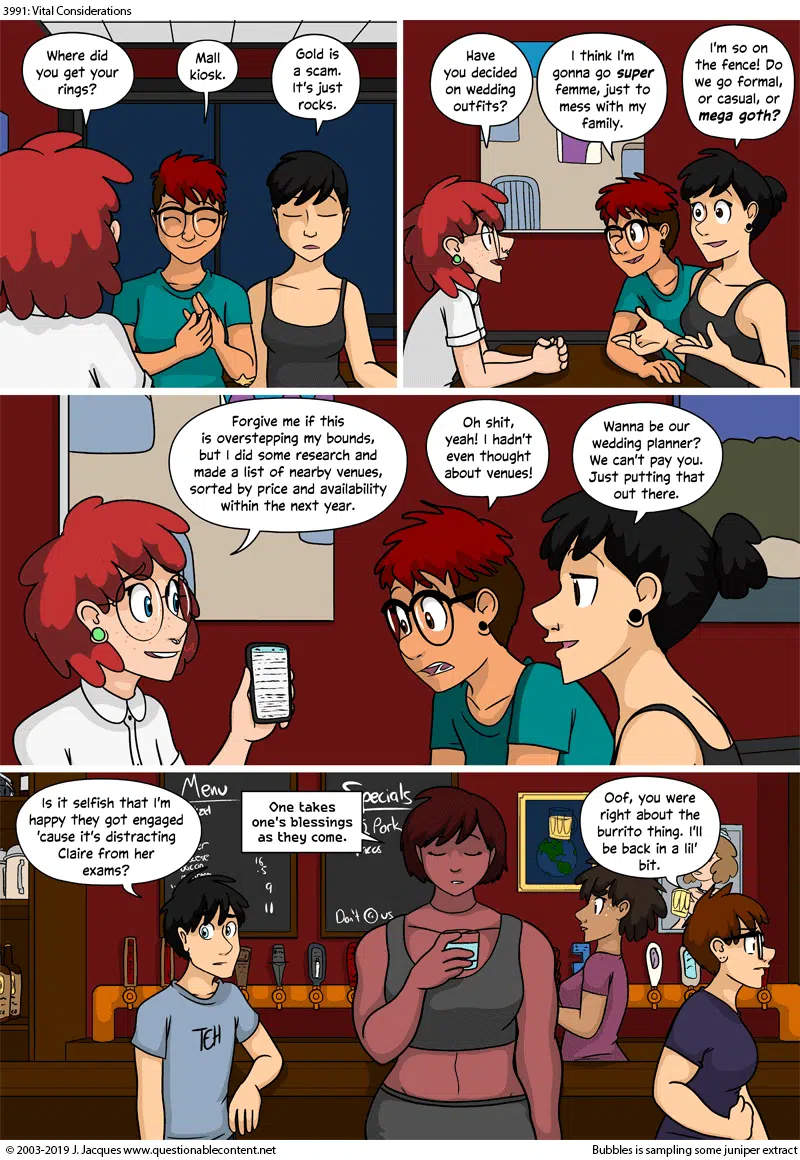 3991: Vital Considerations
Where did
you get your
rings?
Mall
kiosk.
Gold is
a scam.
It's just
rocks.
Have
you decided
on wedding
outfits?
I think I'm
gonna go super
femme, just to
mess with my
family.
I'm so on
the fence! Do
we go formal,
or casual, or
mega goth?
Forgive me if this
is overstepping my bounds,
but I did some research and
made a list of nearby venues,
sorted by price and availability
within the next year.
Oh shit,
yeah! I hadn't
even thought
about venues!
Wanna be our
wedding planner?
We can't pay you.
Just putting that
out there.
Is it selfish that I'm
happy they got engaged
'cause it's distracting
Claire from her
exams?
Menu
9
11
One takes
one's blessings
as they come.
Specials
Pork
Don't @ us
Oof, you were
right about the
burrito thing. I'll
be back in a lil'
bit.
TEH
© 2003-2019 J. Jacques www.questionablecontent.net
Bubbles is sampling some juniper extract